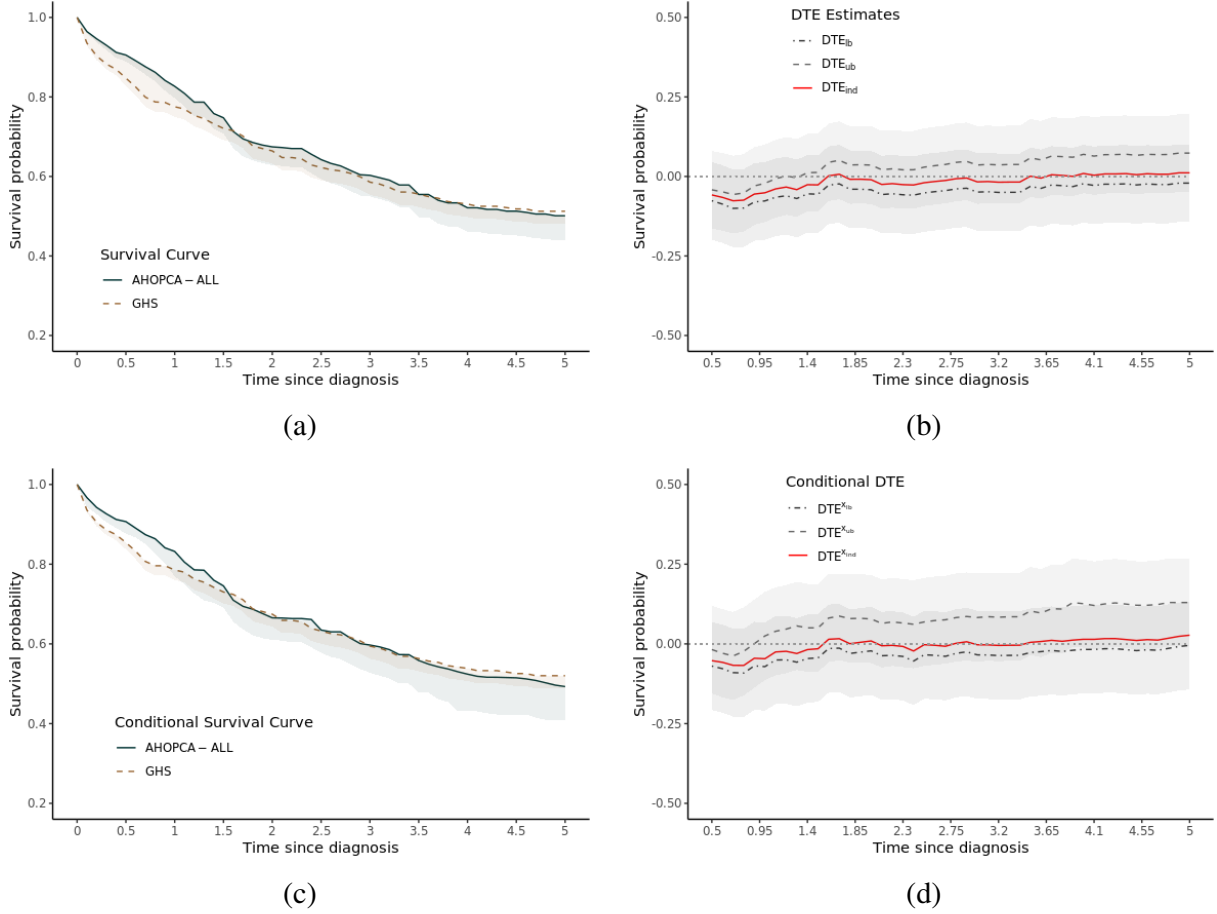 1.0
0.8
0.6
0.4
0.2
Survival probability
Survival Curve
AHOPCA – ALL
GHS
0 0.5 1 1.5 2 2.5 3 3.5 4 4.5 5
Time since diagnosis
(a)
0.50
0.25
0.00
-0.25
-0.50
Survival probability
DTE Estimates
DTE_lb
DTE_ub
DTE_ind
0.5 0.95 1.4 1.85 2.3 2.75 3.2 3.65 4.1 4.55 5
Time since diagnosis
(b)
1.0
0.8
0.6
0.4
0.2
Survival probability
Conditional Survival Curve
AHOPCA – ALL
GHS
0 0.5 1 1.5 2 2.5 3 3.5 4 4.5 5
Time since diagnosis
(c)
0.50
0.25
0.00
-0.25
-0.50
Survival probability
Conditional DTE
DTE^x_lb
DTE^x_ub
DTE^x_ind
0.5 0.95 1.4 1.85 2.3 2.75 3.2 3.65 4.1 4.55 5
Time since diagnosis
(d)